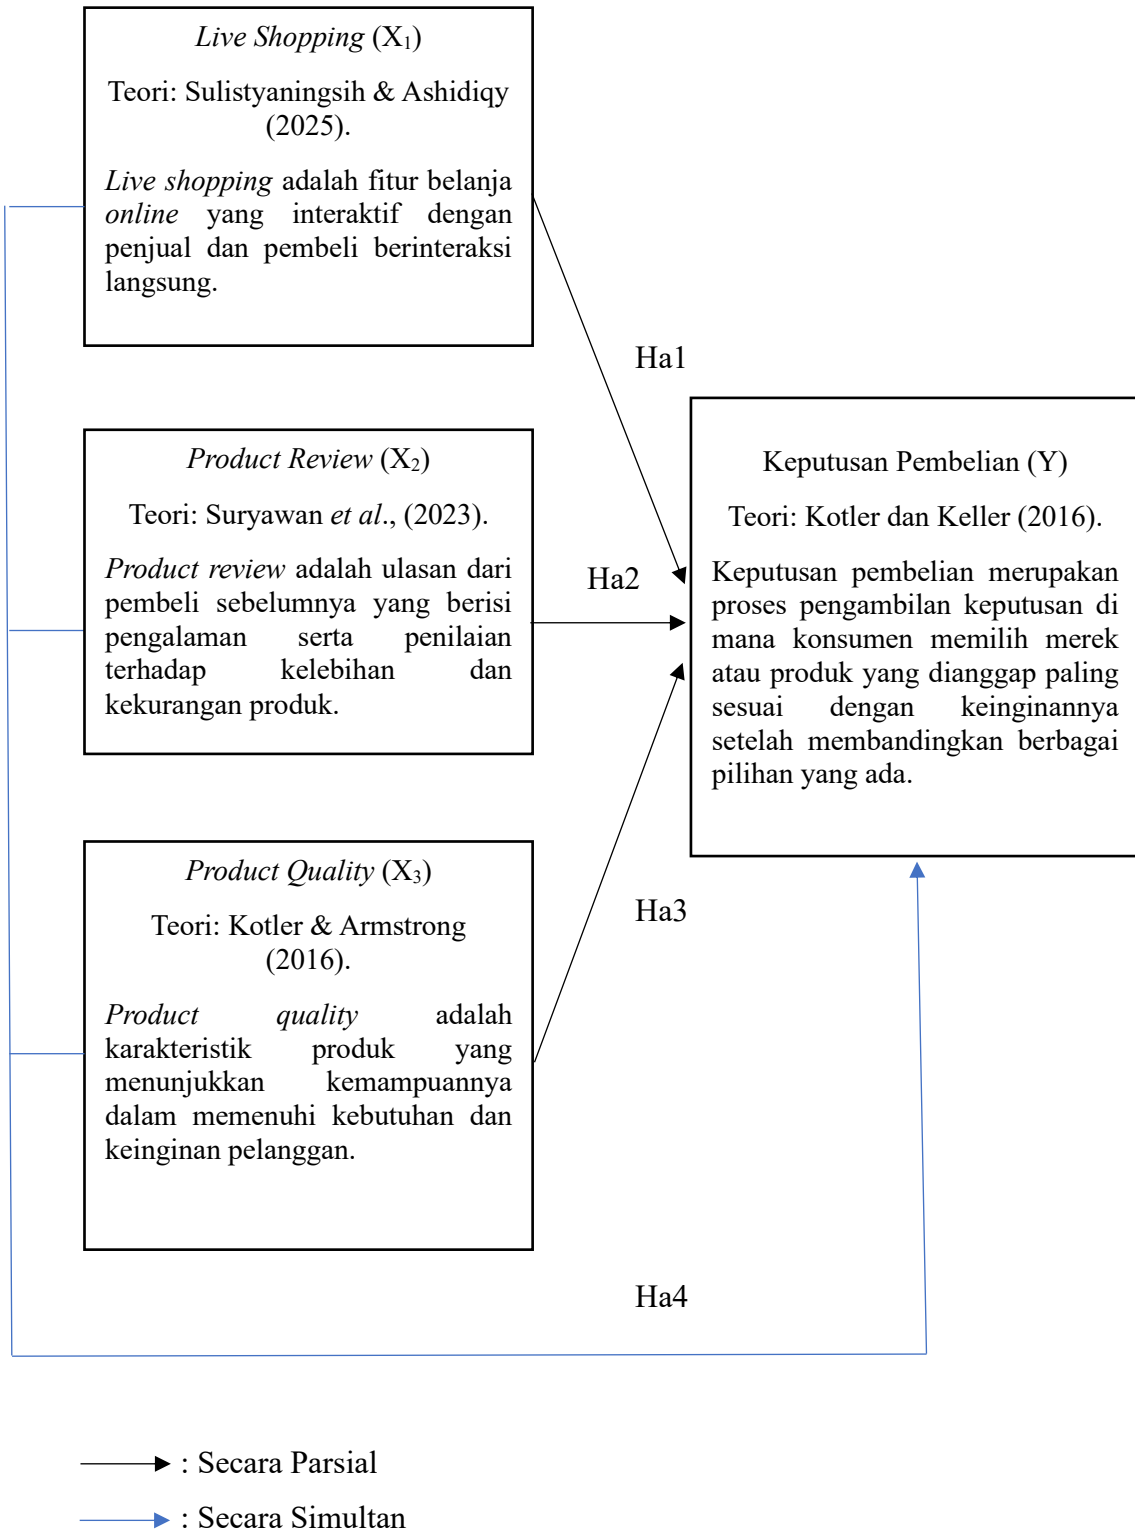 Live Shopping (X₁)
Teori: Sulistyaningsih & Ashidiqy
(2025).
Live shopping adalah fitur belanja
online yang interaktif dengan
penjual dan pembeli berinteraksi
langsung.
Ha1
Product Review (X₂)
Teori: Suryawan et al., (2023).
Product review adalah ulasan dari
pembeli sebelumnya yang berisi
pengalaman serta penilaian
terhadap kelebihan dan
kekurangan produk.
Ha2
Keputusan Pembelian (Y)
Teori: Kotler dan Keller (2016).
Keputusan pembelian merupakan
proses pengambilan keputusan di
mana konsumen memilih merek
atau produk yang dianggap paling
sesuai dengan keinginannya
setelah membandingkan berbagai
pilihan yang ada.
Product Quality (X₃)
Teori: Kotler & Armstrong
(2016).
Product quality adalah
karakteristik produk yang
menunjukkan kemampuannya
dalam memenuhi kebutuhan dan
keinginan pelanggan.
Ha3
Ha4
: Secara Parsial
: Secara Simultan